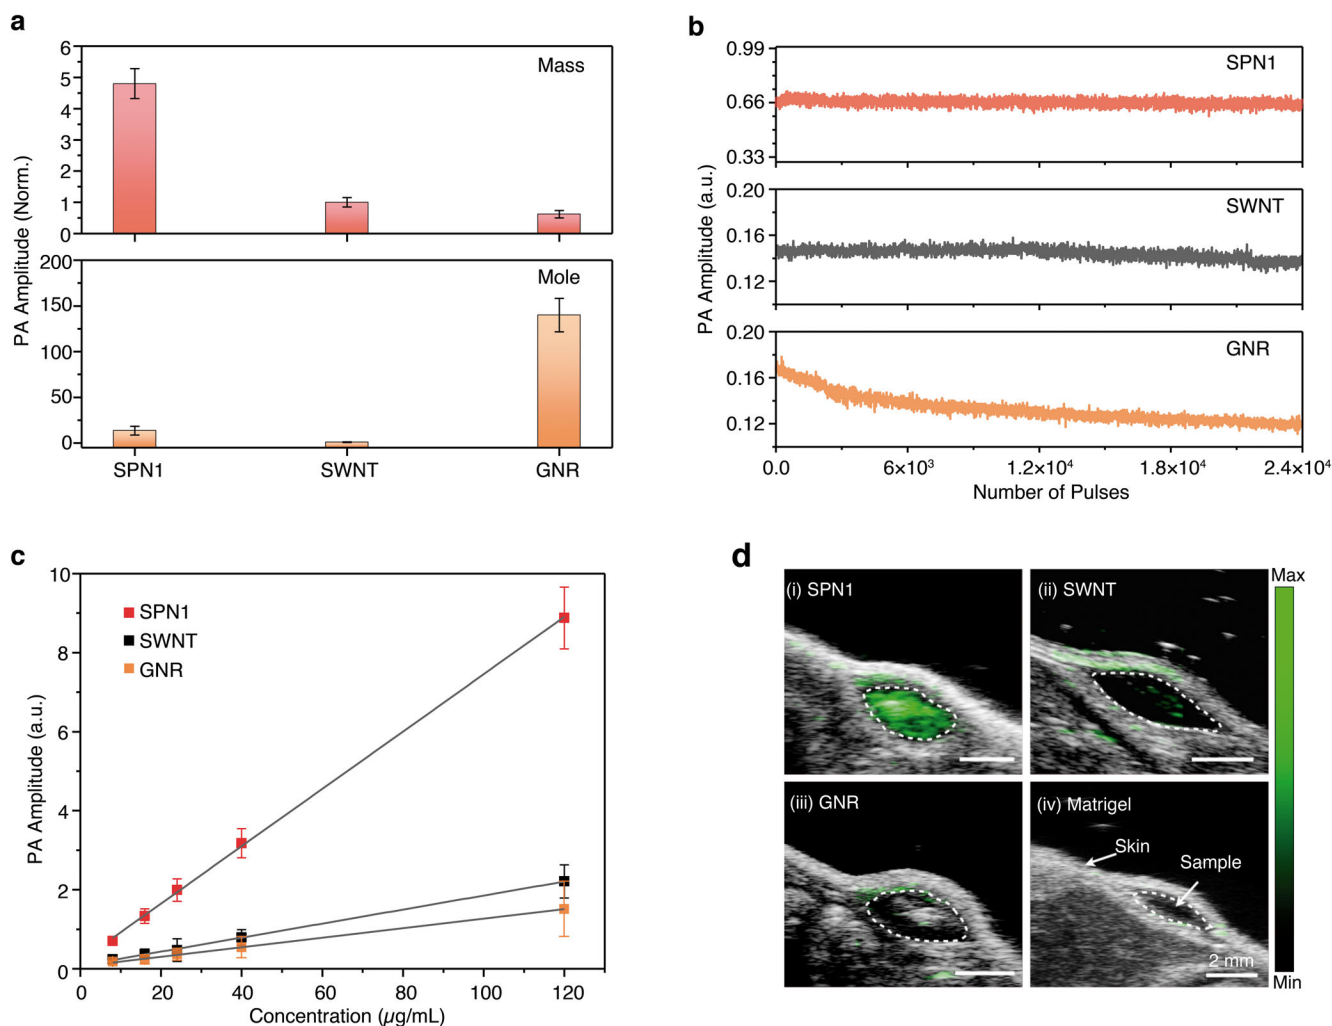 a
6
5
4
3
2
1
0
Mass
PA Amplitude (Norm.)
200
150
100
50
0
Mole
SPN1 SWNT GNR
b
0.99
0.66
0.33
SPN1
0.20
0.16
0.12
SWNT
PA Amplitude (a.u.)
0.20
0.16
0.12
GNR
0.0 6×10³ 1.2×10⁴ 1.8×10⁴ 2.4×10⁴
Number of Pulses
c
10
8
6
4
2
0
PA Amplitude (a.u.)
SPN1
SWNT
GNR
0 20 40 60 80 100 120
Concentration (µg/mL)
d
(i) SPN1
(ii) SWNT
(iii) GNR
(iv) Matrigel
Skin
Sample
2 mm
Max
Min